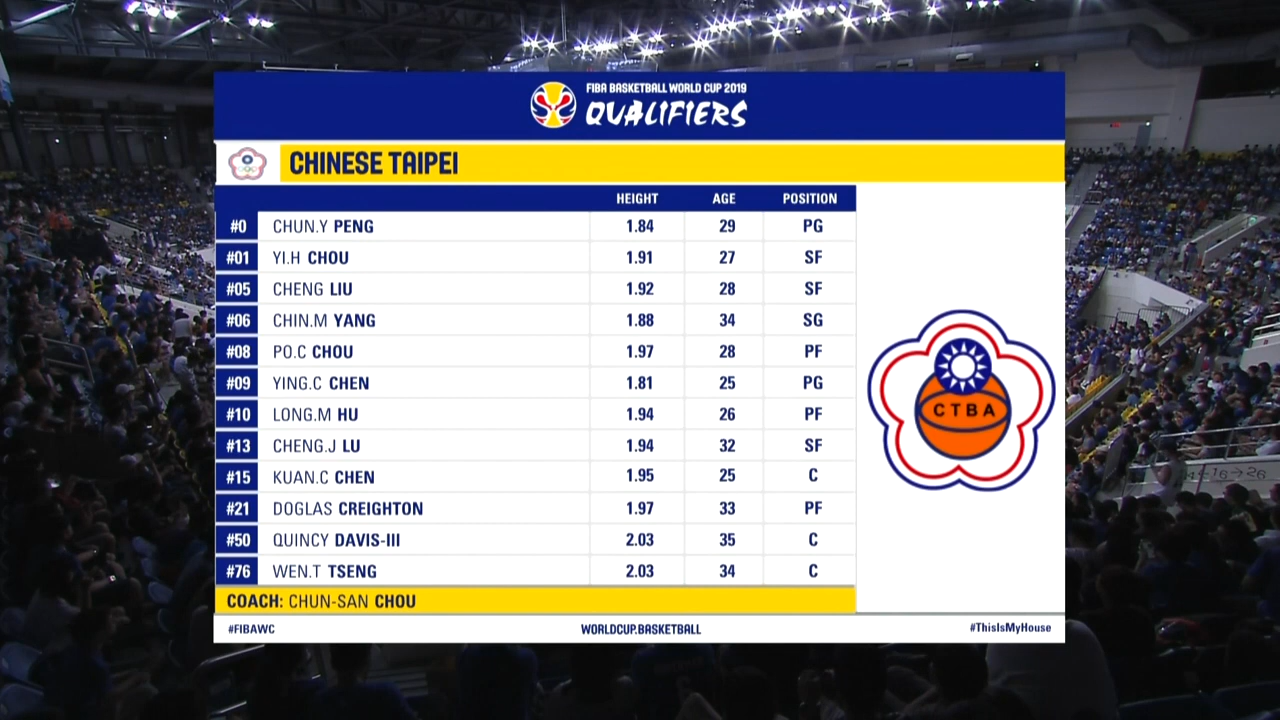 FIBA BASKETBALL WORLD CUP 2019
QUALIFIERS
CHINESE TAIPEI
HEIGHT AGE POSITION
#0 CHUN.Y PENG 1.84 29 PG
#01 YI.H CHOU 1.91 27 SF
#05 CHENG LIU 1.92 28 SF
#06 CHIN.M YANG 1.88 34 SG
#08 PO.C CHOU 1.97 28 PF
#09 YING.C CHEN 1.81 25 PG
#10 LONG.M HU 1.94 26 PF
#13 CHENG.J LU 1.94 32 SF
#15 KUAN.C CHEN 1.95 25 C
#21 DOGLAS CREIGHTON 1.97 33 PF
#50 QUINCY DAVIS-III 2.03 35 C
#76 WEN.T TSENG 2.03 34 C
COACH: CHUN-SAN CHOU
CTBA
16→26
#FIBAWC WORLDCUP.BASKETBALL #ThisIsMyHouse